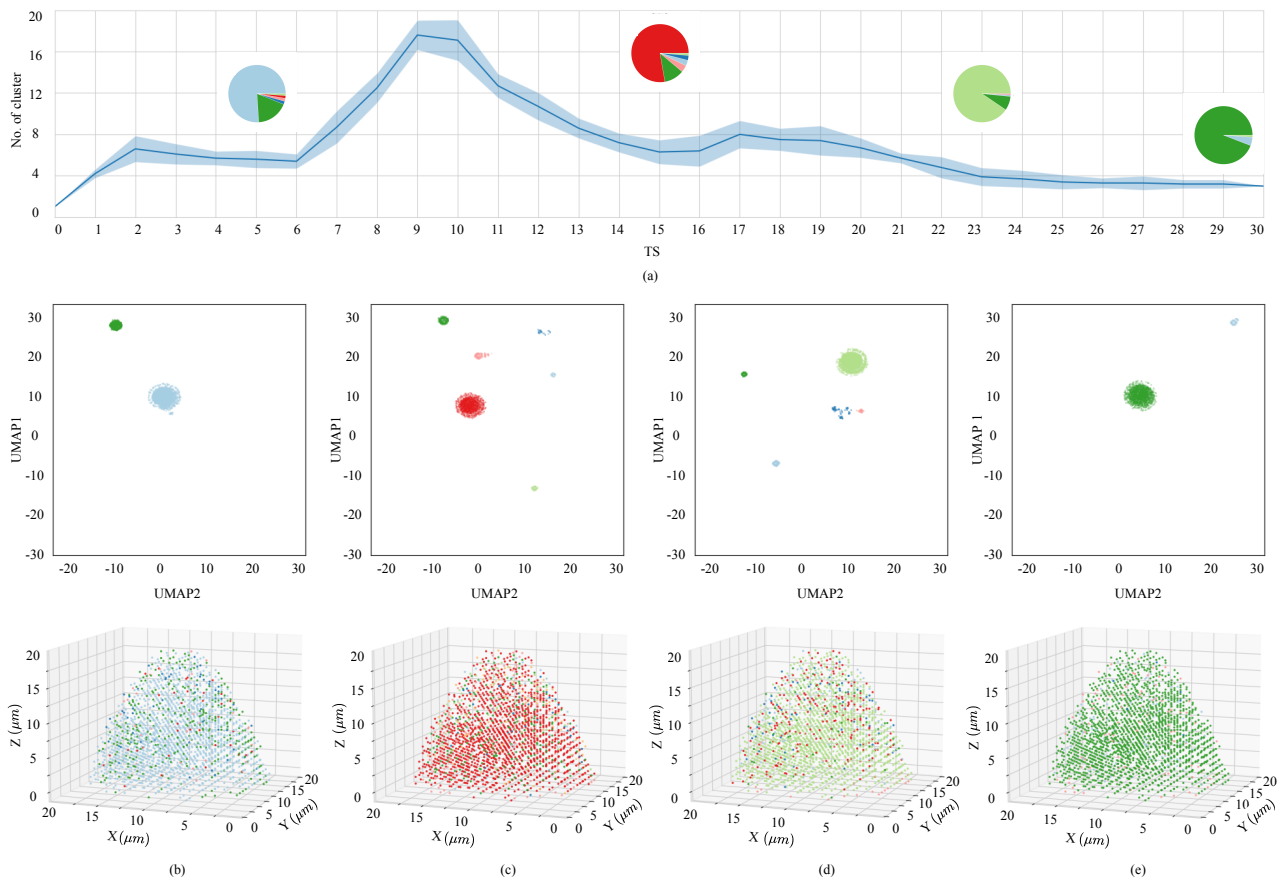 20
16
12
8
4
0
No. of cluster
0 1 2 3 4 5 6 7 8 9 10 11 12 13 14 15 16 17 18 19 20 21 22 23 24 25 26 27 28 29 30
TS
(a)
30
20
10
0
-10
-20
-30
UMAP1
-20 -10 0 10 20 30
UMAP2
30
20
10
0
-10
-20
-30
UMAP1
-20 -10 0 10 20 30
UMAP2
30
20
10
0
-10
-20
-30
UMAP1
-20 -10 0 10 20 30
UMAP2
30
20
10
0
-10
-20
-30
UMAP 1
-20 -10 0 10 20 30
UMAP2
20
15
10
5
0
Z (μm)
20 15 10 5 0
X (μm)
0 5 10 15 20
Y (μm)
(b)
20
15
10
5
0
Z (μm)
20 15 10 5 0
X (μm)
0 5 10 15 20
Y (μm)
(c)
20
15
10
5
0
Z (μm)
20 15 10 5 0
X (μm)
0 5 10 15 20
Y (μm)
(d)
20
15
10
5
0
Z (μm)
20 15 10 5 0
X (μm)
0 5 10 15 20
Y (μm)
(e)